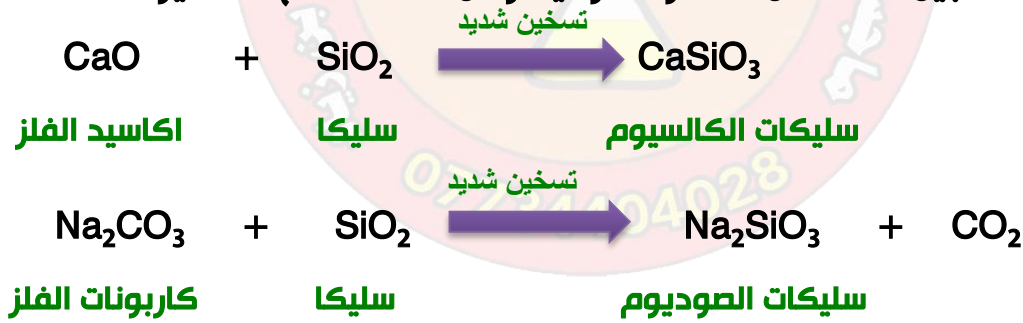 تسخين شديد
CaO + SiO₂ CaSiO₃
اكاسيد الفلز سليكا سليكات الكالسيوم
تسخين شديد
Na₂CO₃ + SiO₂ Na₂SiO₃ + CO₂
كاربونات الفلز سليكا سليكات الصوديوم